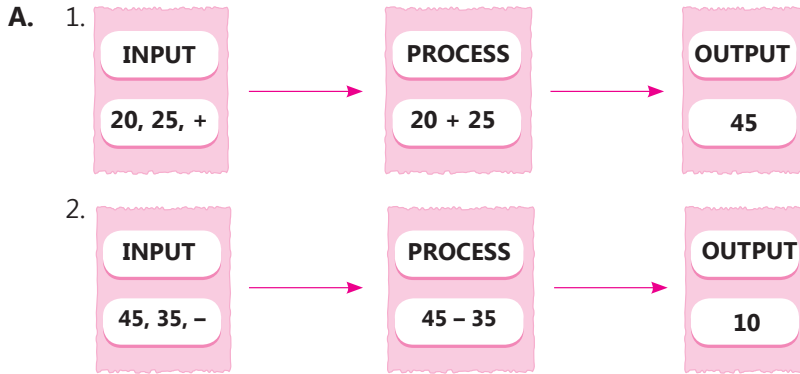 A. 1.
INPUT PROCESS OUTPUT
20, 25, + 20 + 25 45
2.
INPUT PROCESS OUTPUT
45, 35, – 45 – 35 10